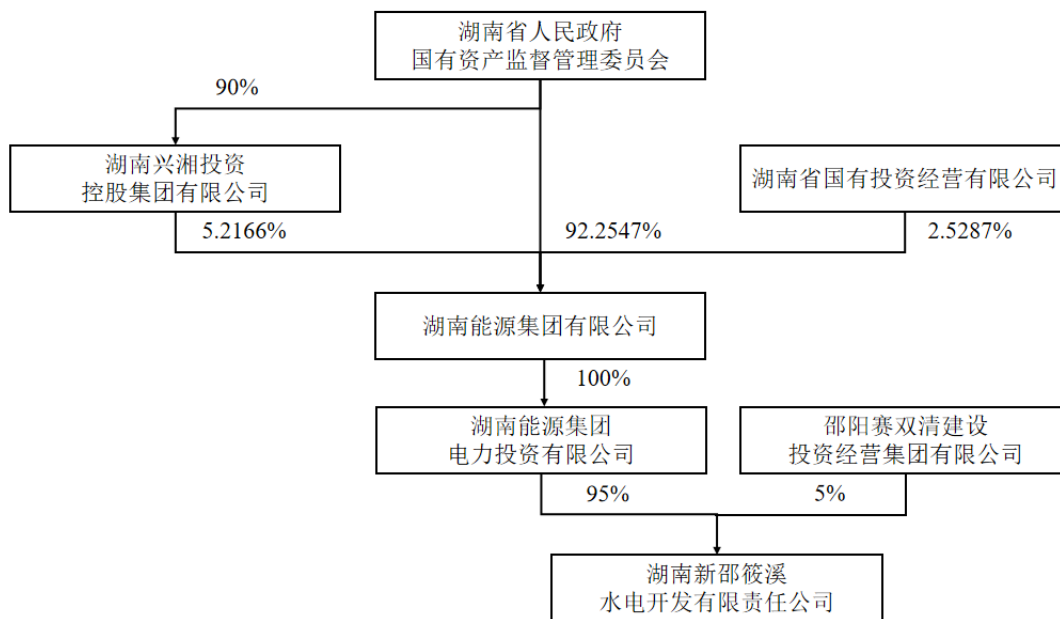 湖南省人民政府
国有资产监督管理委员会
90%
湖南兴湘投资
控股集团有限公司
湖南省国有投资经营有限公司
5.2166%
92.2547%
2.5287%
湖南能源集团有限公司
100%
湖南能源集团
电力投资有限公司
邵阳赛双清建设
投资经营集团有限公司
95%
5%
湖南新邵筱溪
水电开发有限责任公司